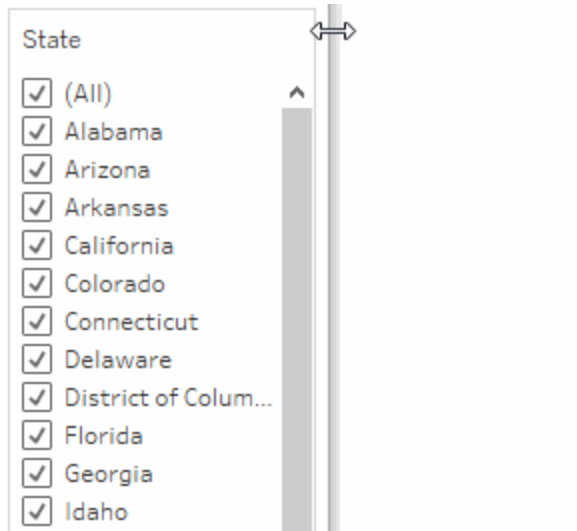 State
(All)
Alabama
Arizona
Arkansas
California
Colorado
Connecticut
Delaware
District of Colum...
Florida
Georgia
Idaho